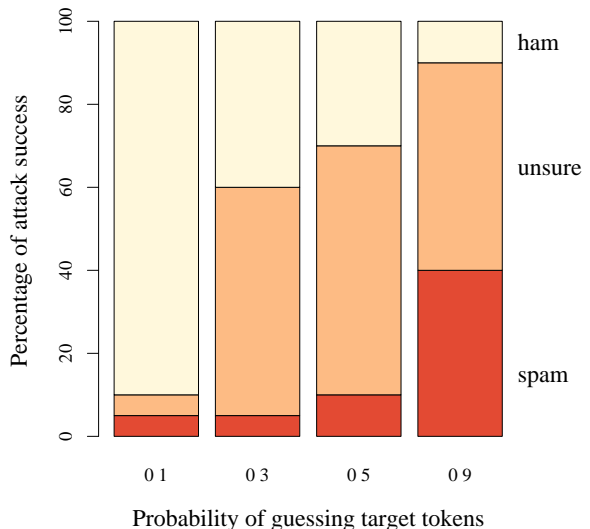 Percentage of attack success
100
80
60
40
20
0
ham
unsure
spam
0 1 0 3 0 5 0 9
Probability of guessing target tokens